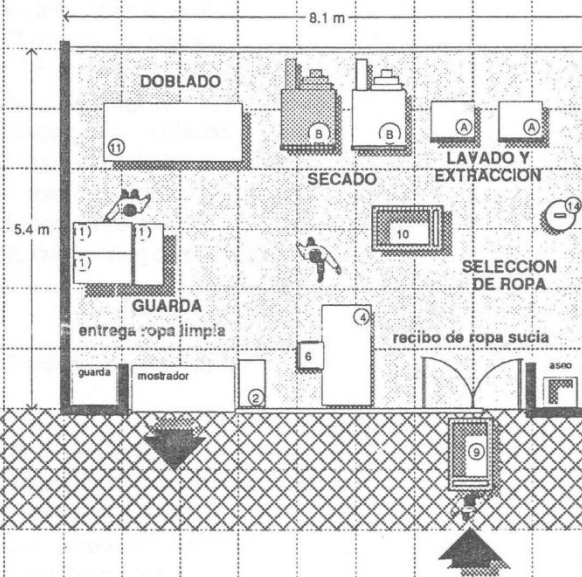 8.1 m
DOBLADO
11
B
B
A
A
LAVADO Y
EXTRACCION
SECADO
5.4 m
1
1
1
10
14
SELECCION
DE ROPA
GUARDA
entrega ropa limpia
4
recibo de ropa sucia
6
guarda
mostrador
2
aseo
9